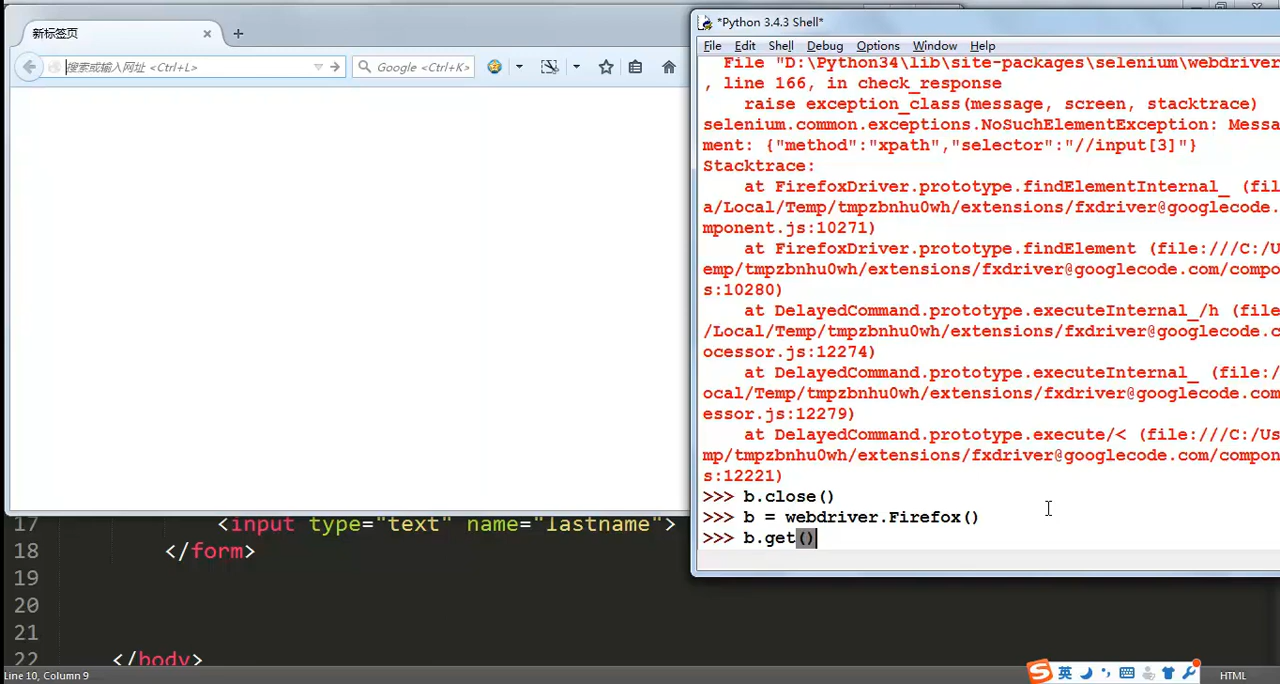 新标签页
搜索或输入网址 <Ctrl+L>
Google <Ctrl+K>
*Python 3.4.3 Shell*
File Edit Shell Debug Options Window Help
File "D:\Python34\lib\site-packages\selenium\webdriver
, line 166, in check_response
raise exception_class(message, screen, stacktrace)
selenium.common.exceptions.NoSuchElementException: Messa
ment: {"method":"xpath","selector":"//input[3]"}
Stacktrace:
at FirefoxDriver.prototype.findElementInternal_ (fil
a/Local/Temp/tmpzbnhu0wh/extensions/fxdriver@googlecode.
mponent.js:10271)
at FirefoxDriver.prototype.findElement (file:///C:/U
emp/tmpzbnhu0wh/extensions/fxdriver@googlecode.com/compo
s:10280)
at DelayedCommand.prototype.executeInternal_/h (file
/Local/Temp/tmpzbnhu0wh/extensions/fxdriver@googlecode.c
ocessor.js:12274)
at DelayedCommand.prototype.executeInternal_ (file:/
ocal/Temp/tmpzbnhu0wh/extensions/fxdriver@googlecode.com
essor.js:12279)
at DelayedCommand.prototype.execute/< (file:///C:/Us
mp/tmpzbnhu0wh/extensions/fxdriver@googlecode.com/compon
s:12221)
>>> b.close()
>>> b = webdriver.Firefox()
>>> b.get()
17 <input type="text" name="lastname">
18 </form>
19
20
21
22 </body>
Line 10, Column 9
英
HTML